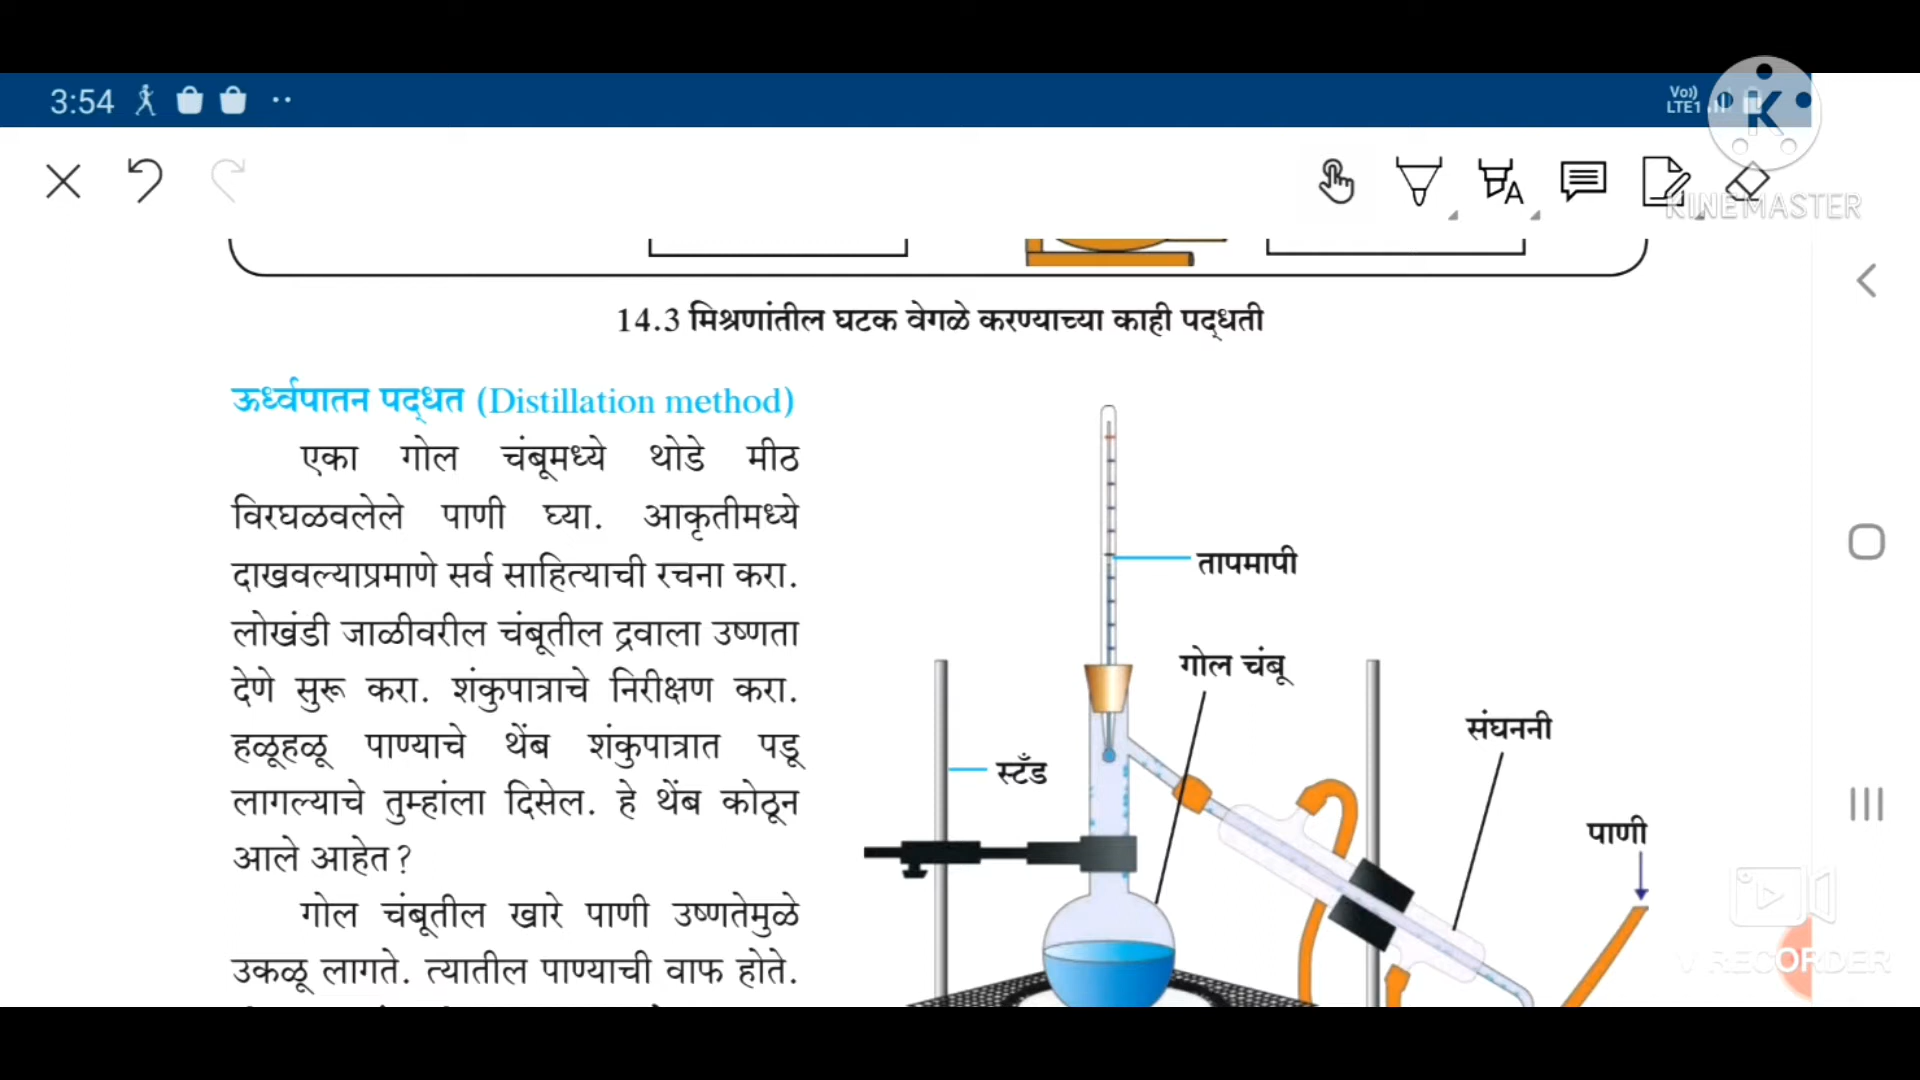 3:54
Vo))
LTE1
K
KINEMASTER
14.3 मिश्रणांतील घटक वेगळे करण्याच्या काही पद्धती
ऊर्ध्वपातन पद्धत (Distillation method)
एका गोल चंबूमध्ये थोडे मीठ
विरघळवलेले पाणी घ्या. आकृतीमध्ये
दाखवल्याप्रमाणे सर्व साहित्याची रचना करा.
लोखंडी जाळीवरील चंबूतील द्रवाला उष्णता
देणे सुरू करा. शंकुपात्राचे निरीक्षण करा.
हळूहळू पाण्याचे थेंब शंकुपात्रात पडू
लागल्याचे तुम्हांला दिसेल. हे थेंब कोठून
आले आहेत?
गोल चंबूतील खारे पाणी उष्णतेमुळे
उकळू लागते. त्यातील पाण्याची वाफ होते.
तापमापी
गोल चंबू
संघननी
स्टँड
पाणी
V RECORDER